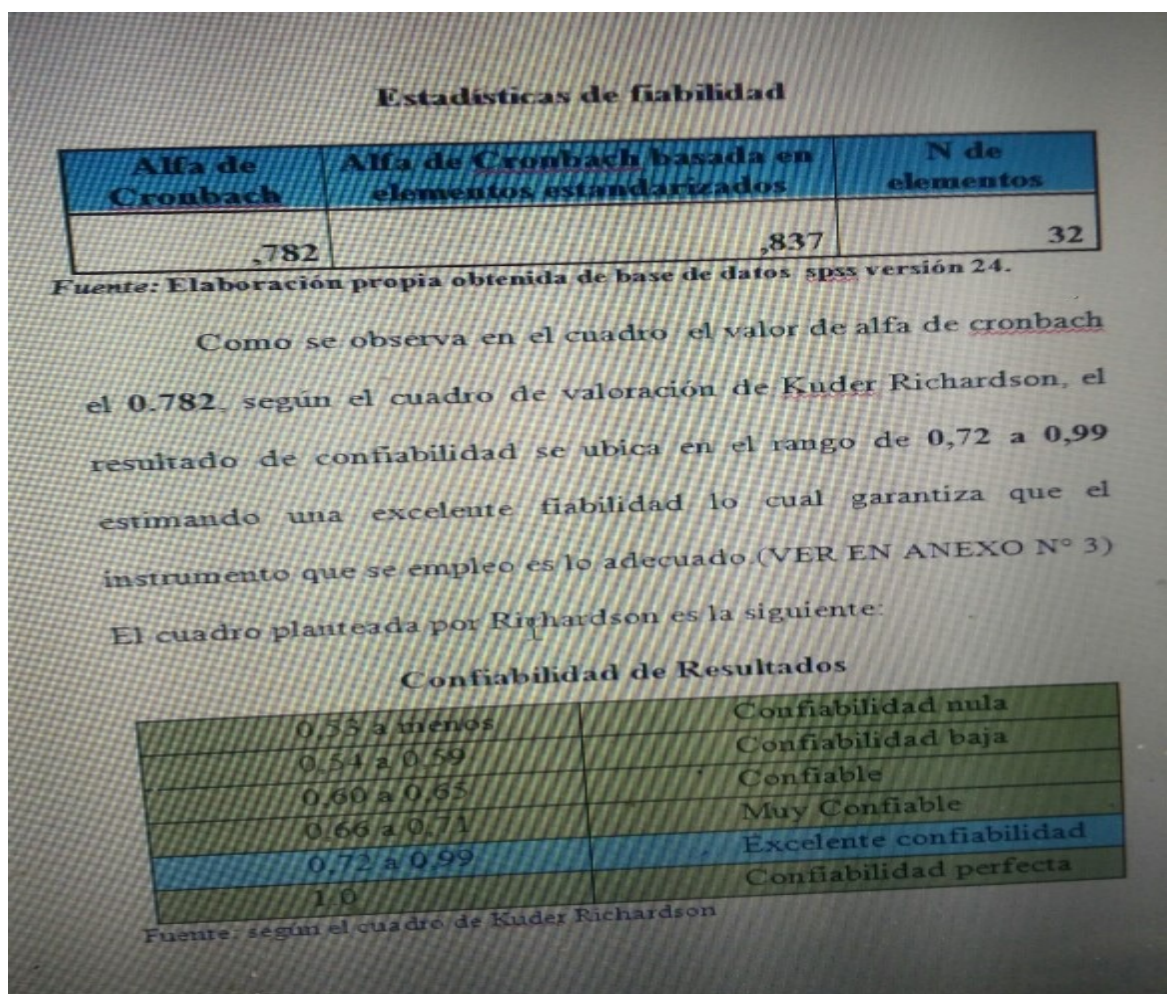 Estadísticas de fiabilidad
Alfa de Cronbach
Alfa de Cronbach basada en elementos estandarizados
N de elementos
,782
,837
32
Fuente: Elaboración propia obtenida de base de datos spss versión 24.
Como se observa en el cuadro el valor de alfa de cronbach
el 0.782, según el cuadro de valoración de Kuder Richardson, el
resultado de confiabilidad se ubica en el rango de 0,72 a 0,99
estimando una excelente fiabilidad lo cual garantiza que el
instrumento que se empleo es lo adecuado.(VER EN ANEXO N° 3)
El cuadro planteada por Richardson es la siguiente:
Confiabilidad de Resultados
0,53 a menos Confiabilidad nula
0,54 a 0,59 Confiabilidad baja
0,60 a 0,65 Confiable
0,66 a 0,71 Muy Confiable
0,72 a 0,99 Excelente confiabilidad
1.0 Confiabilidad perfecta
Fuente: según el cuadro de Kuder Richardson